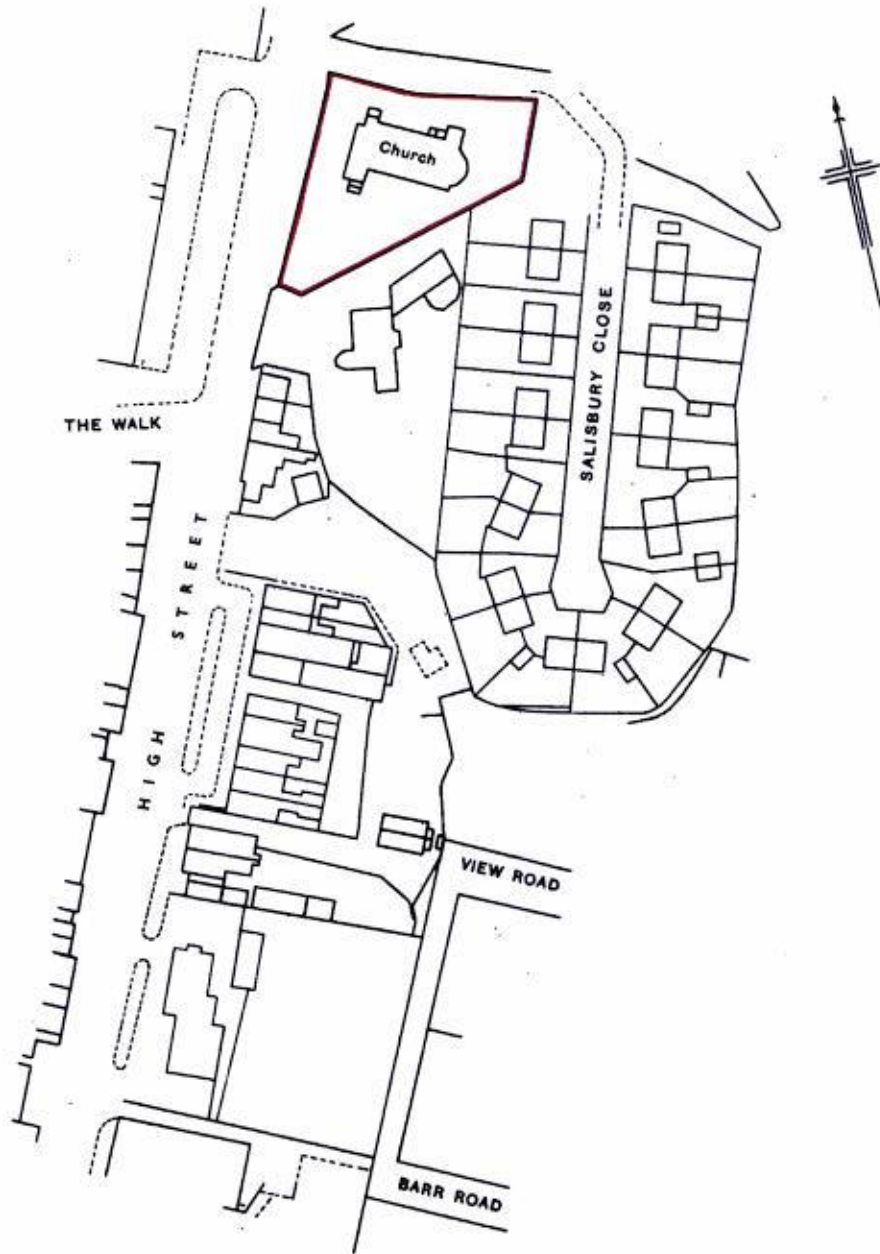 Church
THE WALK
SALISBURY CLOSE
HIGH STREET
VIEW ROAD
BARR ROAD